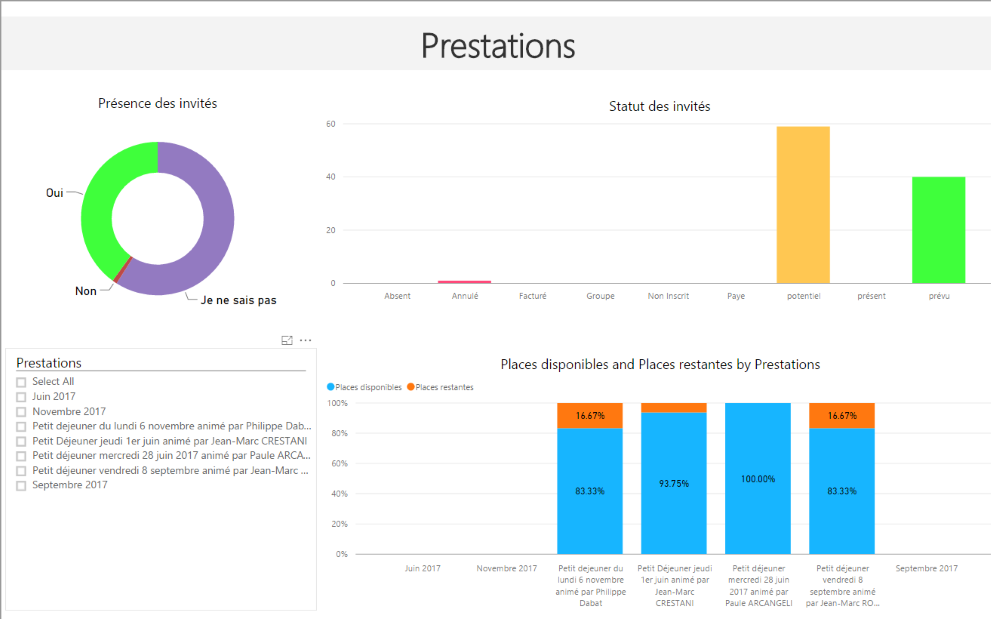 Prestations
Présence des invités
Oui
Non
Je ne sais pas
Statut des invités
60
40
20
0
Absent
Annulé
Facturé
Groupe
Non Inscrit
Paye
potentiel
présent
prévu
Prestations
Select All
Juin 2017
Novembre 2017
Petit dejeuner du lundi 6 novembre animé par Philippe Dab...
Petit Déjeuner jeudi 1er juin animé par Jean-Marc CRESTANI
Petit déjeuner mercredi 28 juin 2017 animé par Paule ARCA...
Petit déjeuner vendredi 8 septembre animé par Jean-Marc ...
Septembre 2017
Places disponibles and Places restantes by Prestations
Places disponibles
Places restantes
100%
80%
60%
40%
20%
0%
16.67%
83.33%
93.75%
100.00%
16.67%
83.33%
Juin 2017
Novembre 2017
Petit dejeuner du
lundi 6 novembre
animé par Philippe
Dabat
Petit Déjeuner jeudi
1er juin animé par
Jean-Marc
CRESTANI
Petit déjeuner
mercredi 28 juin
2017 animé par
Paule ARCANGELI
Petit déjeuner
vendredi 8
septembre animé
par Jean-Marc RO...
Septembre 2017